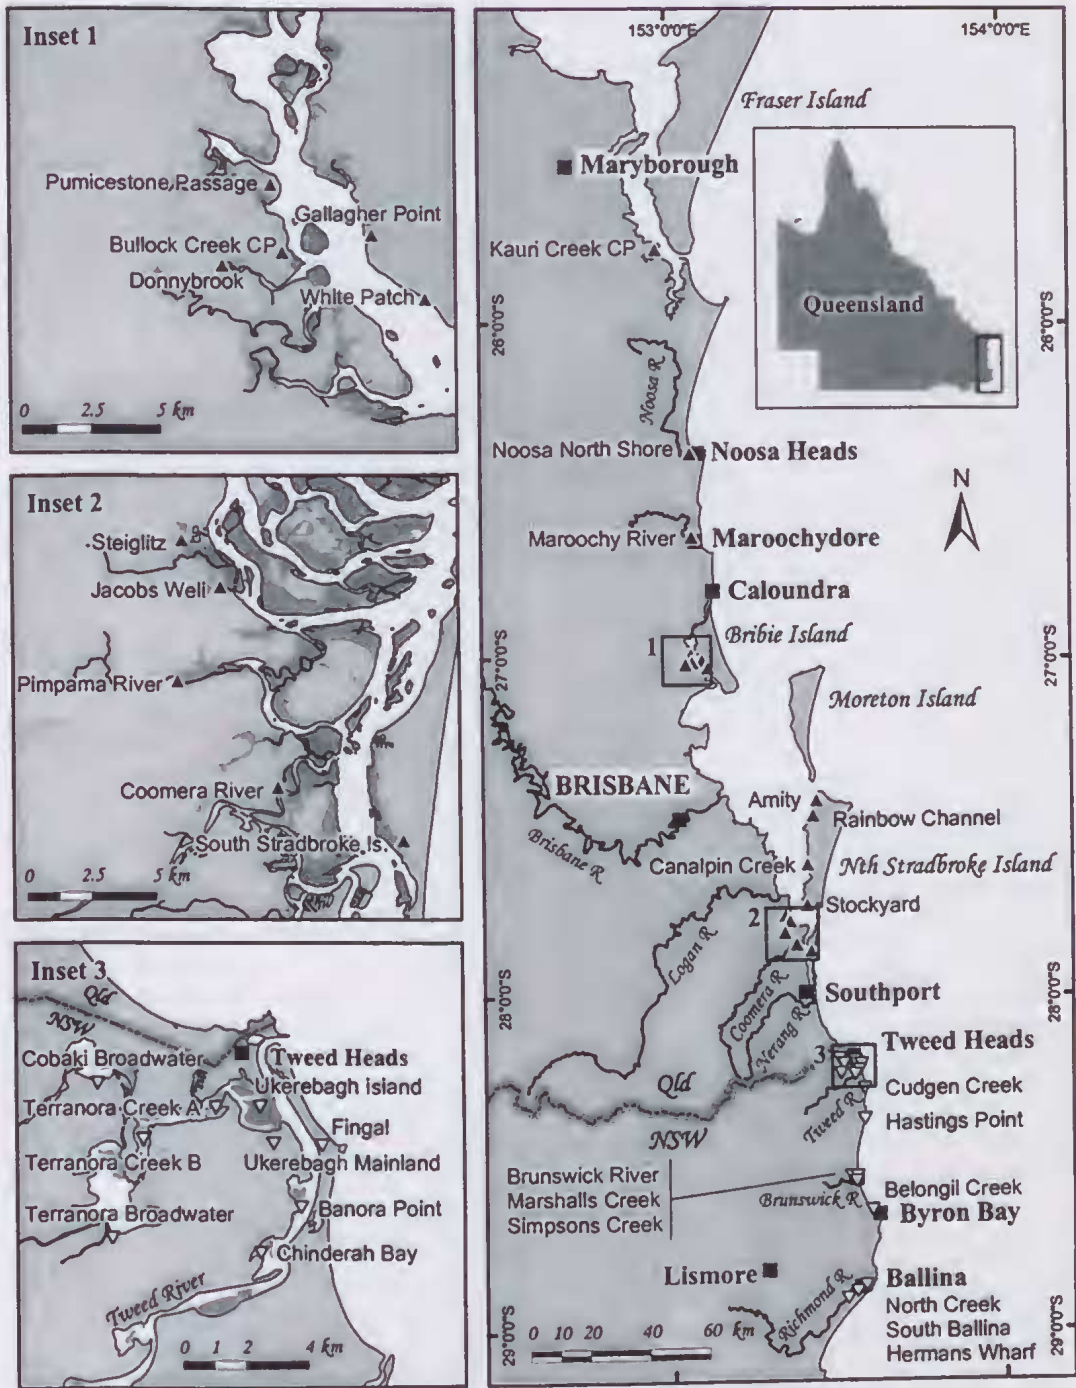 Inset 1
Pumicestone Passage
Gallagher Point
Bullock Creek CP
Donnybrook
White Patch
0 2.5 5 km
Inset 2
Steiglitz
Jacobs Well
Pimpama River
Coomera River
South Stradbroke Is.
0 2.5 5 km
Inset 3
Qld
NSW
Cobaki Broadwater
Tweed Heads
Ukerebagh Island
Terranora Creek A
Fingal
Terranora Creek B
Ukerebagh Mainland
Terranora Broadwater
Banora Point
Chinderah Bay
Tweed River
0 1 2 4 km
153°0'0"E
154°0'0"E
Fraser Island
Maryborough
Kauri Creek CP
Queensland
26°0'0"S
26°0'0"S
Noosa R
Noosa North Shore
Noosa Heads
N
Maroochy River
Maroochydore
Caloundra
Bribie Island
1
27°0'0"S
27°0'0"S
Moreton Island
BRISBANE
Amity
Rainbow Channel
Brisbane R
Canalpin Creek
Nth Stradbroke Island
Stockyard
2
Logan R
Coomera R
Nerang R
Southport
28°0'0"S
28°0'0"S
Tweed Heads
3
Qld
NSW
Cudgen Creek
Tweed R
Hastings Point
Brunswick River
Marshalls Creek
Simpsons Creek
Brunswick R
Belongil Creek
Byron Bay
Lismore
Ballina
Richmond R
North Creek
South Ballina
Hermans Wharf
0 10 20 40 60 km
29°0'0"S
29°0'0"S